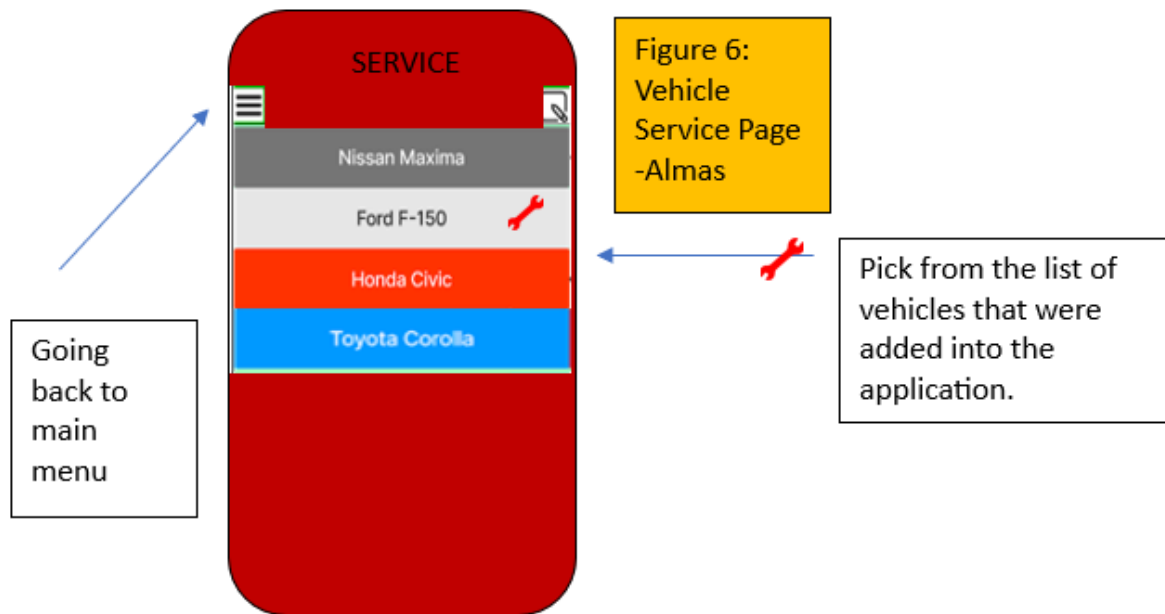 SERVICE
Nissan Maxima
Ford F-150
Honda Civic
Toyota Corolla
Figure 6:
Vehicle
Service Page
-Almas
Pick from the list of
vehicles that were
added into the
application.
Going
back to
main
menu